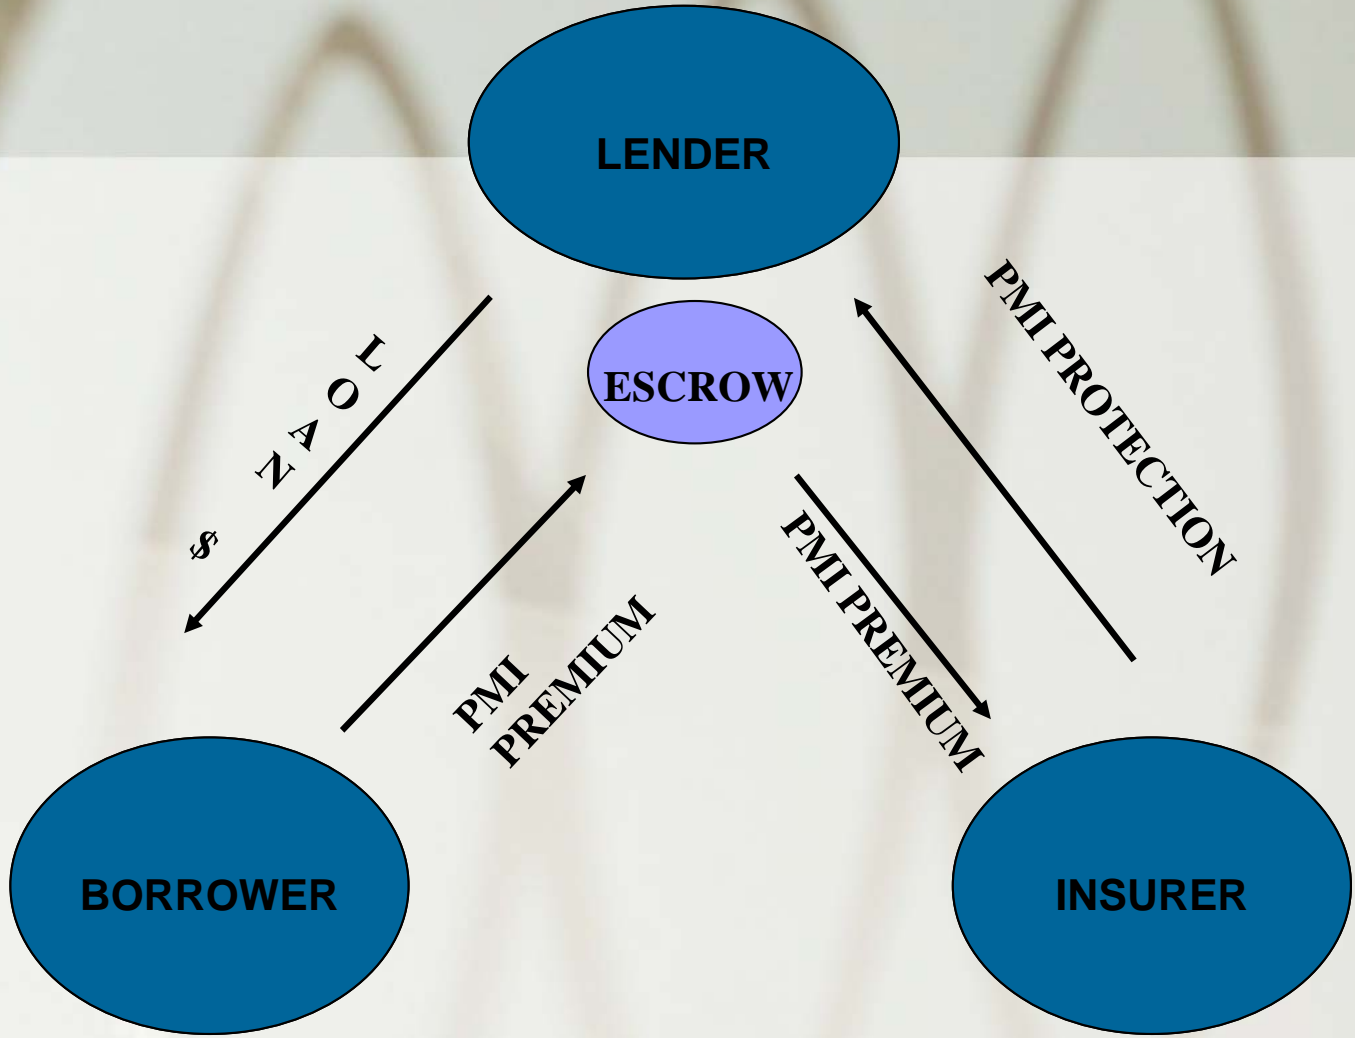 LENDER
ESCROW
LOAN $
PMI PROTECTION
PMI
PREMIUM
PMI PREMIUM
BORROWER
INSURER